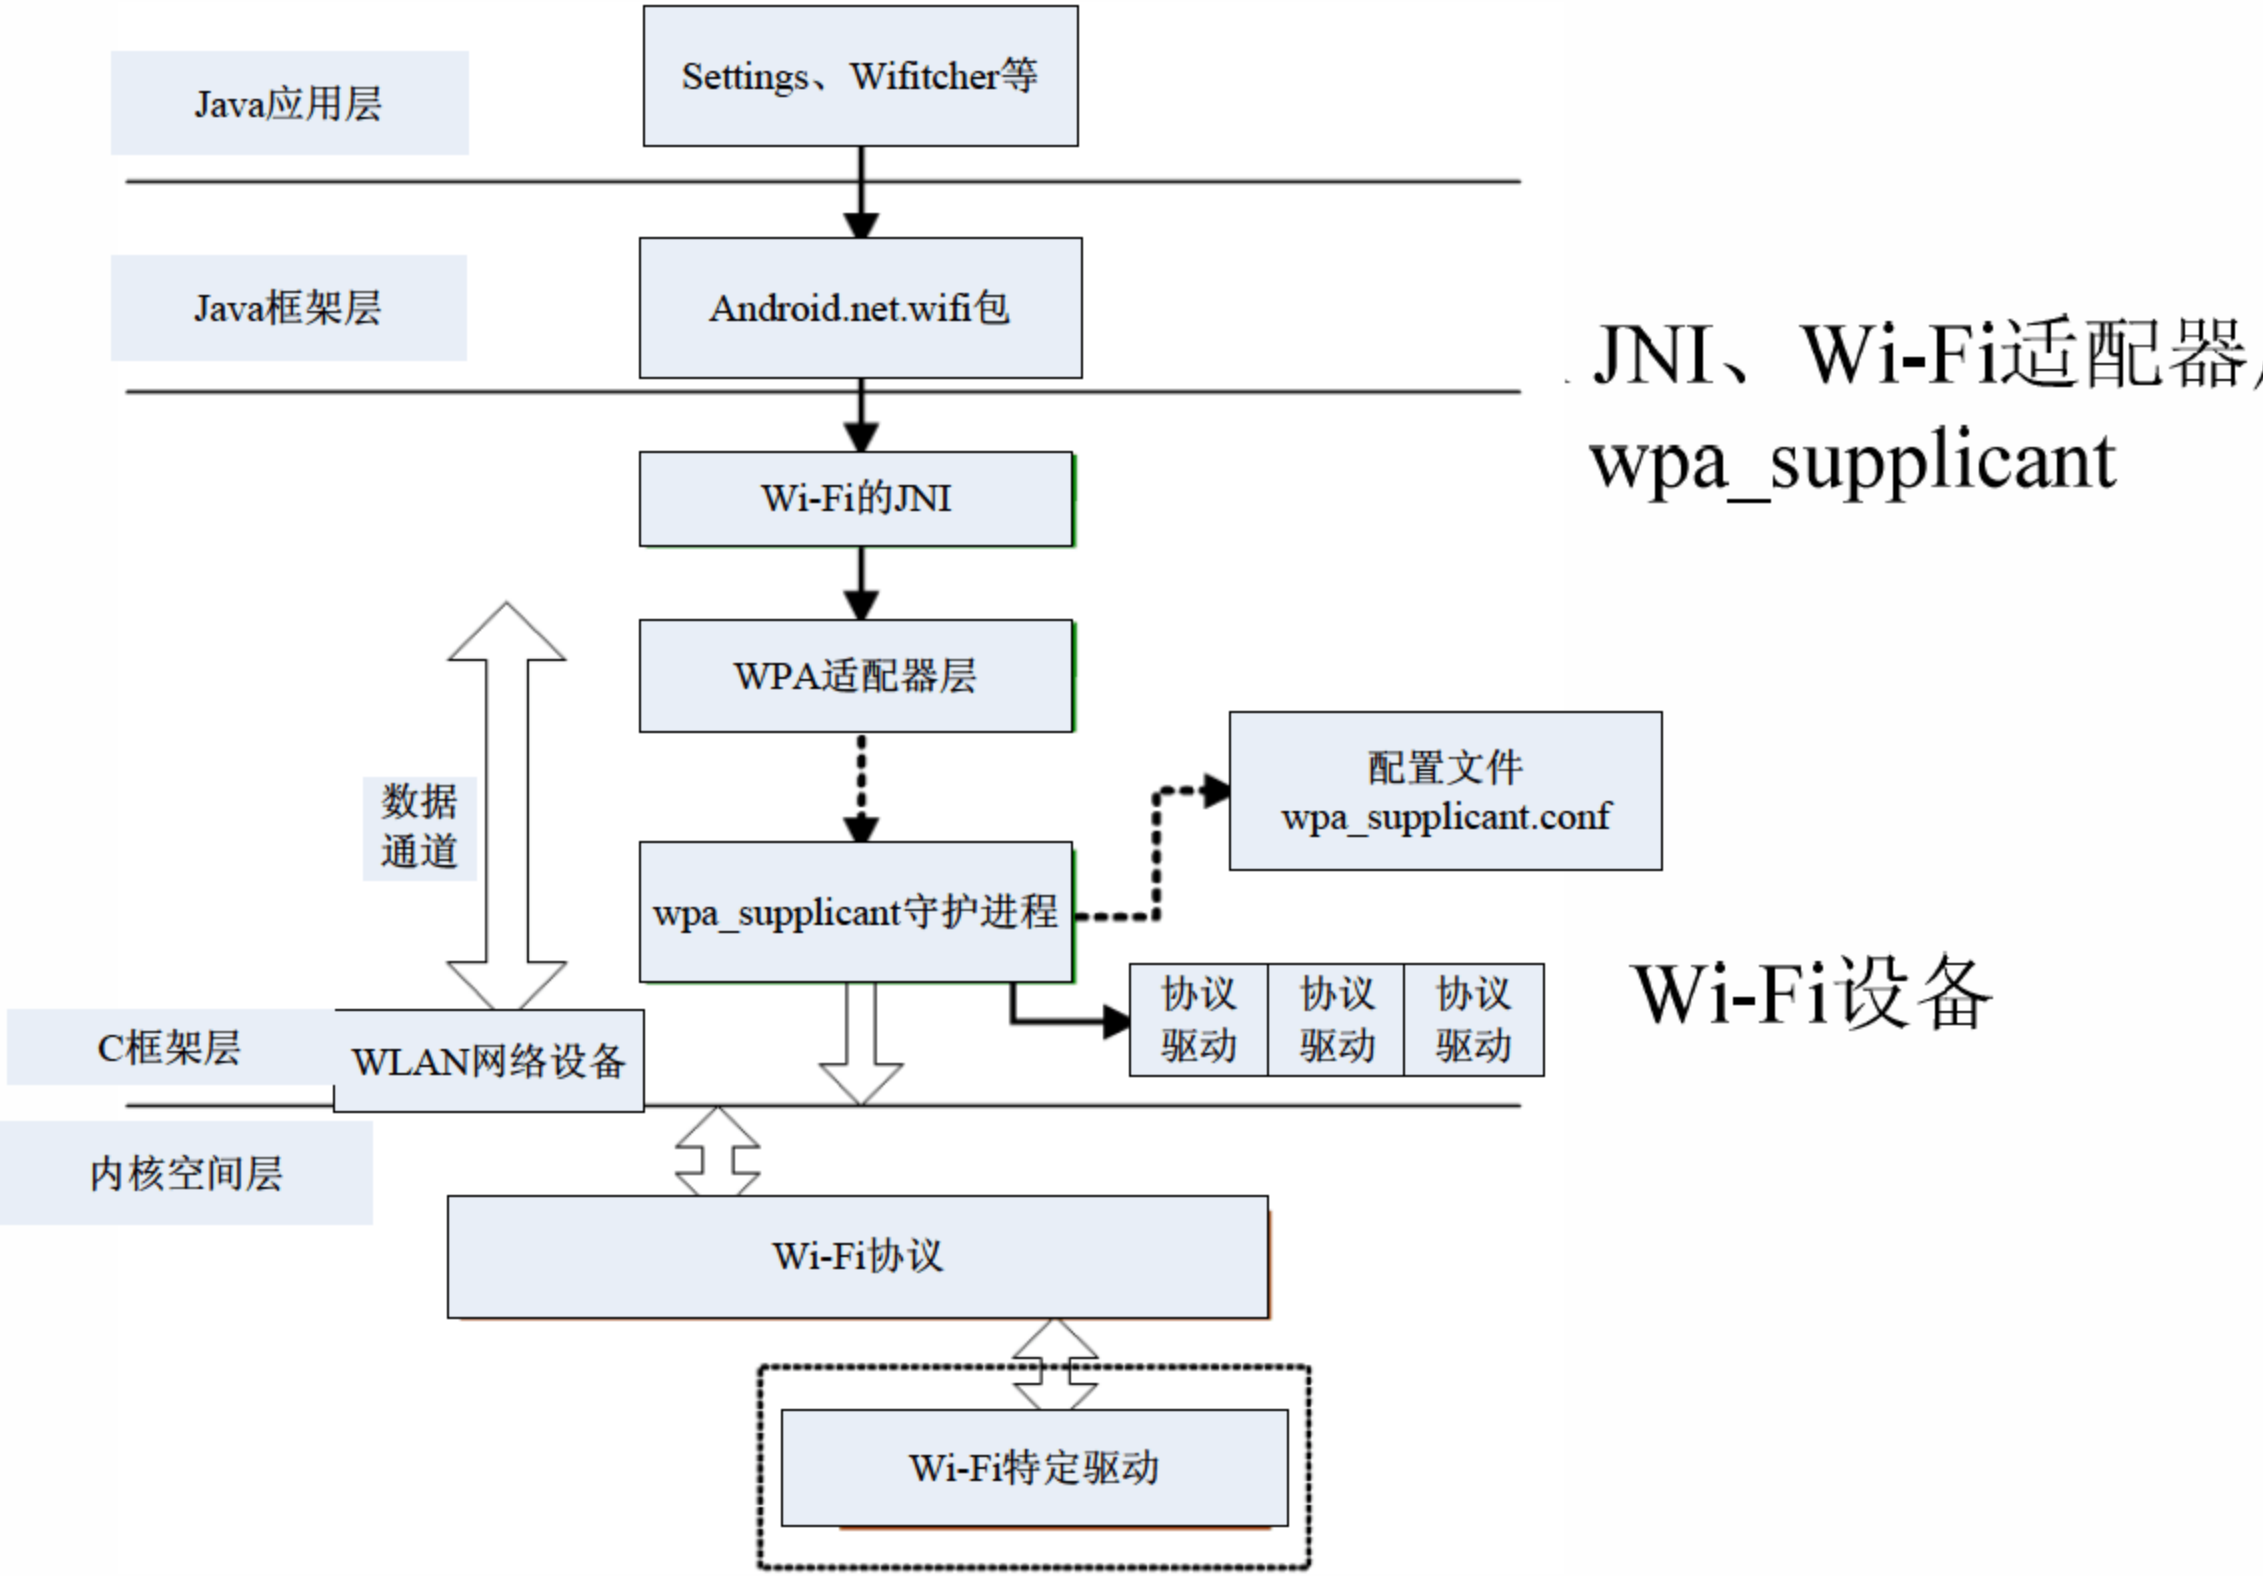 Settings、Wifitcher等
Java应用层
Java框架层
Android.net.wifi包
JNI、Wi-Fi适配器
wpa_supplicant
Wi-Fi的JNI
WPA适配器层
数据
通道
配置文件
wpa_supplicant.conf
wpa_supplicant守护进程
协议
驱动
协议
驱动
协议
驱动
Wi-Fi设备
C框架层
WLAN网络设备
内核空间层
Wi-Fi协议
Wi-Fi特定驱动